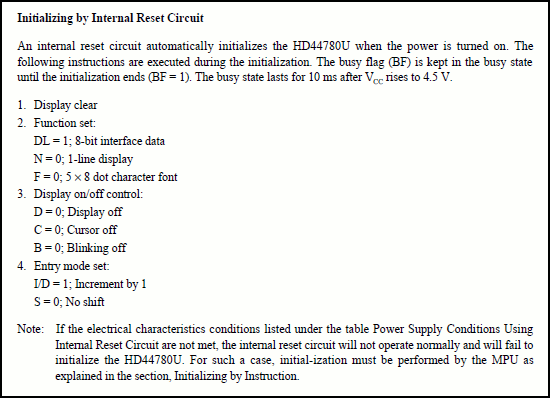 Initializing by Internal Reset Circuit
An internal reset circuit automatically initializes the HD44780U when the power is turned on. The
following instructions are executed during the initialization. The busy flag (BF) is kept in the busy state
until the initialization ends (BF = 1). The busy state lasts for 10 ms after VCC rises to 4.5 V.
1. Display clear
2. Function set:
DL = 1; 8-bit interface data
N = 0; 1-line display
F = 0; 5 × 8 dot character font
3. Display on/off control:
D = 0; Display off
C = 0; Cursor off
B = 0; Blinking off
4. Entry mode set:
I/D = 1; Increment by 1
S = 0; No shift
Note: If the electrical characteristics conditions listed under the table Power Supply Conditions Using
Internal Reset Circuit are not met, the internal reset circuit will not operate normally and will fail to
initialize the HD44780U. For such a case, initial-ization must be performed by the MPU as
explained in the section, Initializing by Instruction.